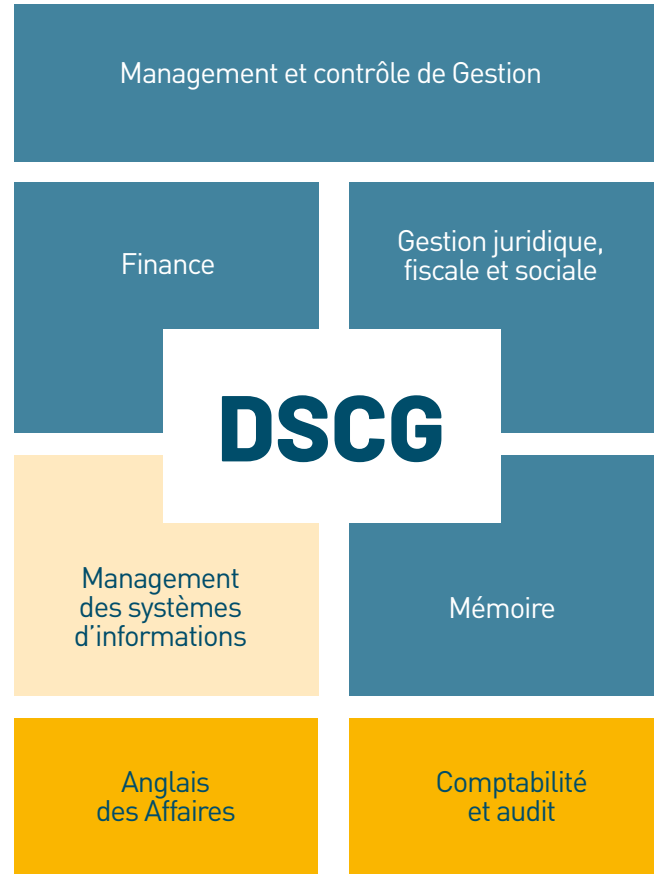 Management et contrôle de Gestion
Finance
Gestion juridique,
fiscale et sociale
DSCG
Management
des systèmes
d'informations
Mémoire
Anglais
des Affaires
Comptabilité
et audit